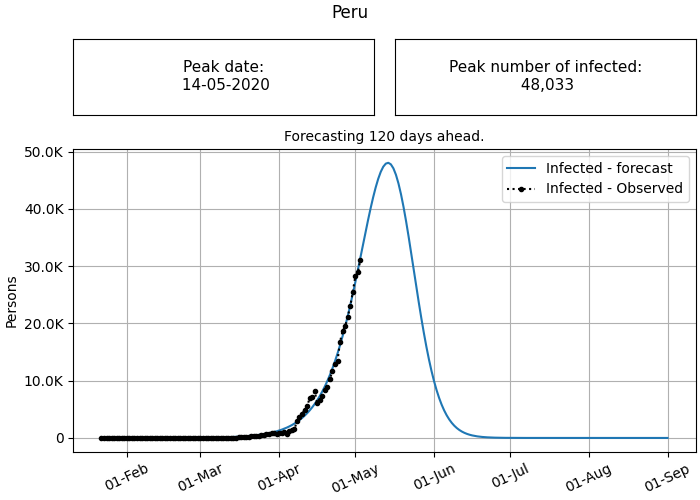 Peru
Peak date:
14-05-2020
Peak number of infected:
48,033
Forecasting 120 days ahead.
50.0K
40.0K
30.0K
20.0K
10.0K
0
Persons
Infected - forecast
Infected - Observed
01-Feb
01-Mar
01-Apr
01-May
01-Jun
01-Jul
01-Aug
01-Sep